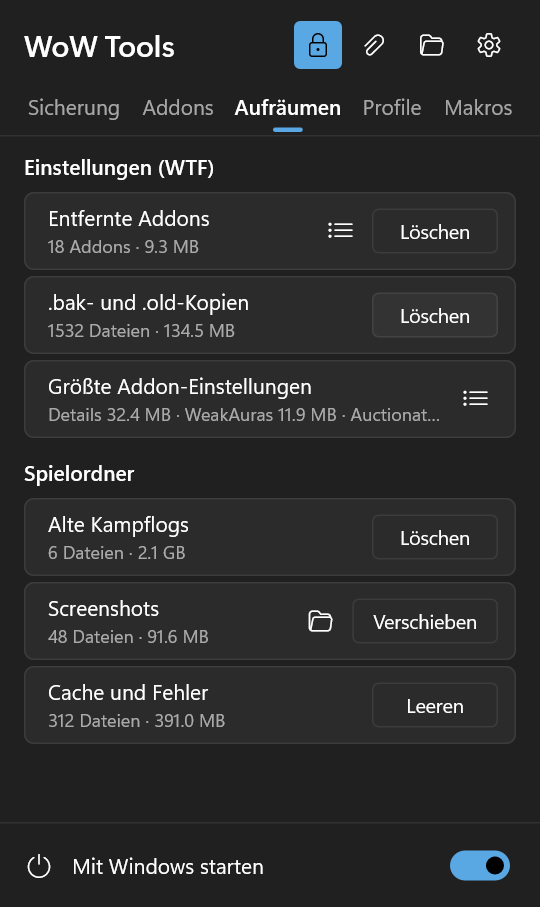 WoW Tools
Sicherung Addons Aufräumen Profile Makros
Einstellungen (WTF)
Entfernte Addons
18 Addons · 9.3 MB
Löschen
.bak- und .old-Kopien
1532 Dateien · 134.5 MB
Löschen
Größte Addon-Einstellungen
Details 32.4 MB · WeakAuras 11.9 MB · Auctionat...
Spielordner
Alte Kampflogs
6 Dateien · 2.1 GB
Löschen
Screenshots
48 Dateien · 91.6 MB
Verschieben
Cache und Fehler
312 Dateien · 391.0 MB
Leeren
Mit Windows starten